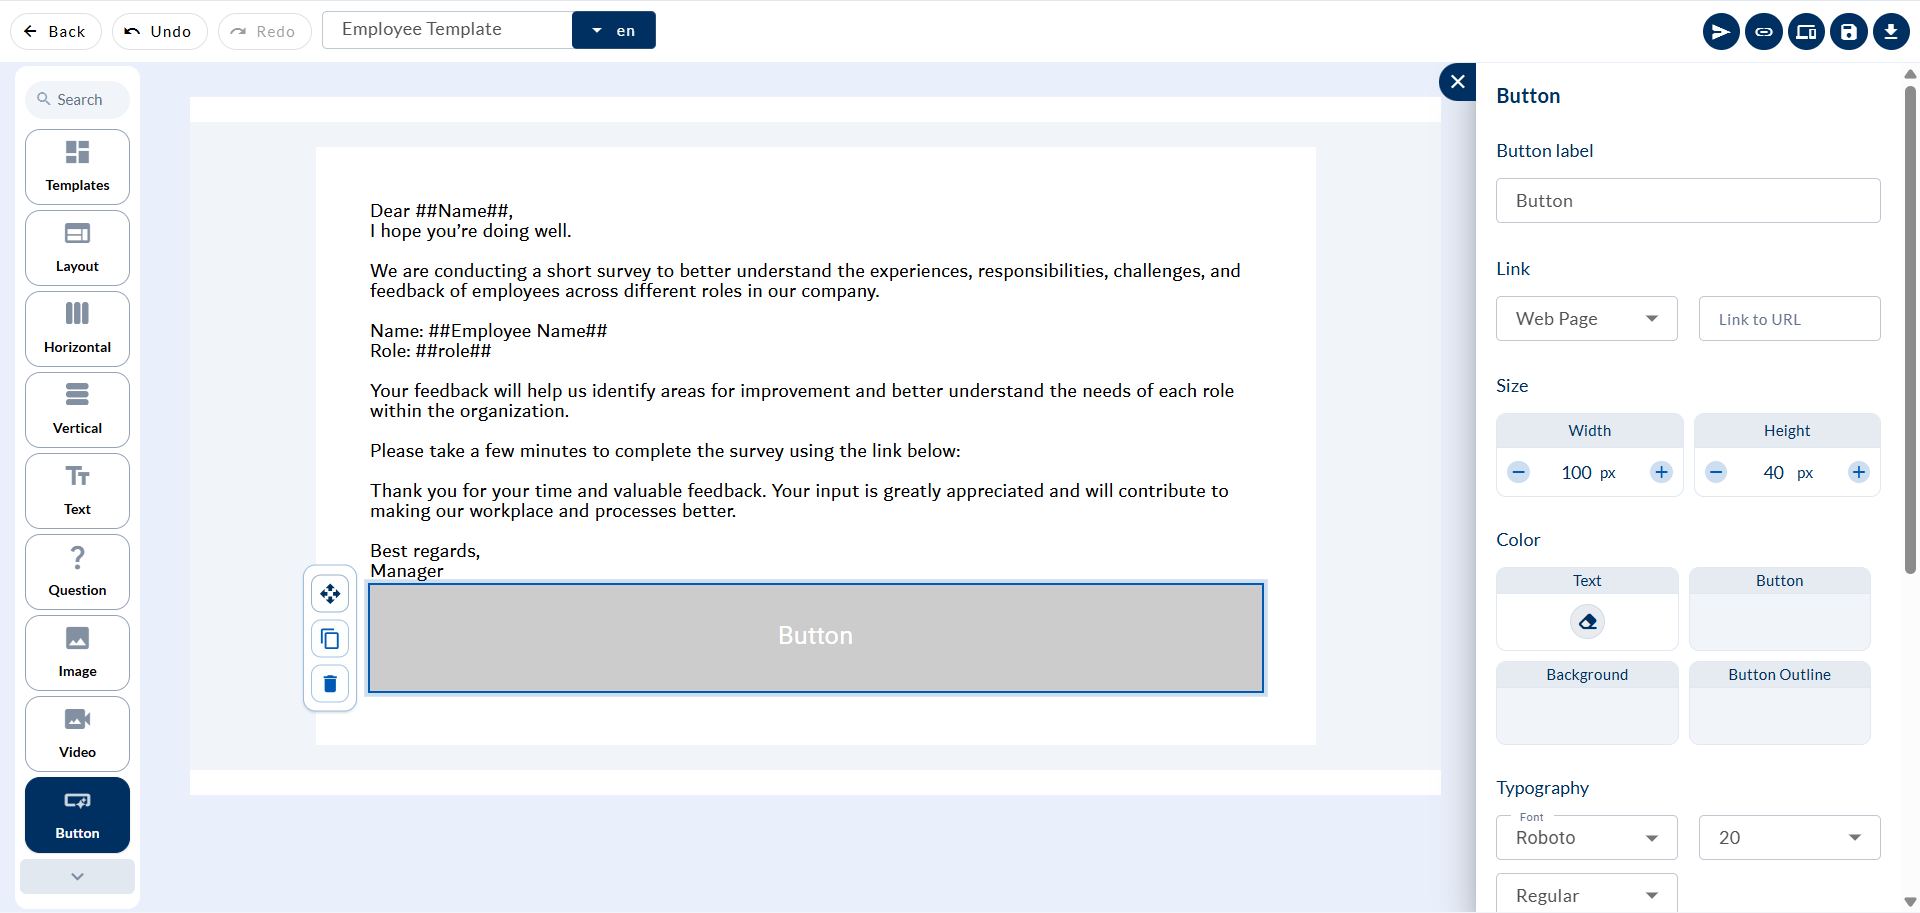 Back
Undo
Redo
Employee Template
en
Search
Templates
Layout
Horizontal
Vertical
Text
Question
Image
Video
Button
Dear ##Name##,
I hope you're doing well.
We are conducting a short survey to better understand the experiences, responsibilities, challenges, and
feedback of employees across different roles in our company.
Name: ##Employee Name##
Role: ##role##
Your feedback will help us identify areas for improvement and better understand the needs of each role
within the organization.
Please take a few minutes to complete the survey using the link below:
Thank you for your time and valuable feedback. Your input is greatly appreciated and will contribute to
making our workplace and processes better.
Best regards,
Manager
Button
Button
Button label
Button
Link
Web Page
Link to URL
Size
Width
Height
100 px
40 px
Color
Text
Button
Background
Button Outline
Typography
Font
Roboto
20
Regular